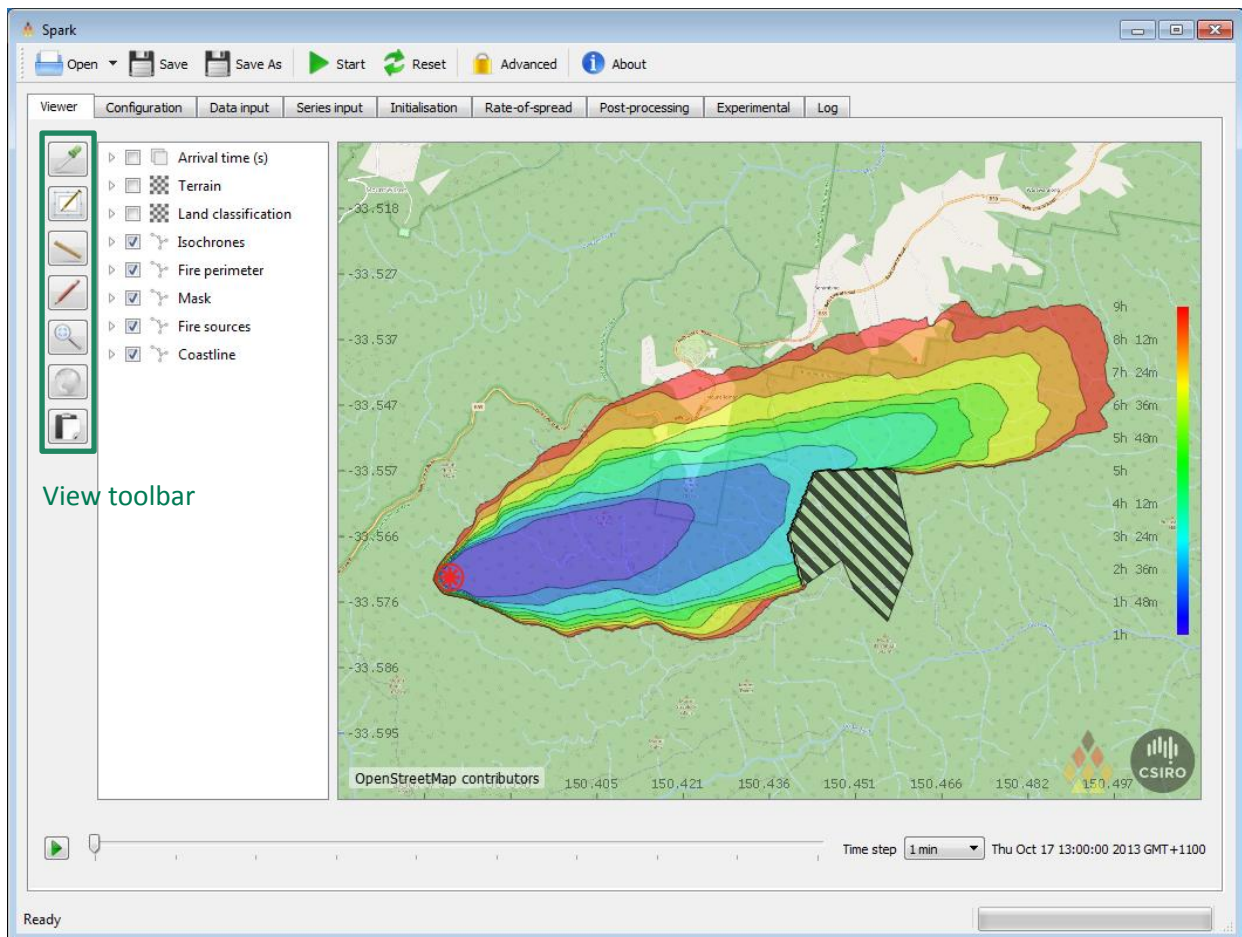 Spark
Open Save Save As Start Reset Advanced About
Viewer Configuration Data input Series input Initialisation Rate-of-spread Post-processing Experimental Log
Arrival time (s)
Terrain
Land classification
Isochrones
Fire perimeter
Mask
Fire sources
Coastline
View toolbar
-33.518
-33.527
-33.537
-33.547
-33.557
-33.566
-33.576
-33.586
-33.595
9h
8h 12m
7h 24m
6h 36m
5h 48m
5h
4h 12m
3h 24m
2h 36m
1h 48m
1h
OpenStreetMap contributors
150.405 150.421 150.436 150.451 150.466 150.482 150.497
CSIRO
Time step 1 min Thu Oct 17 13:00:00 2013 GMT+1100
Ready